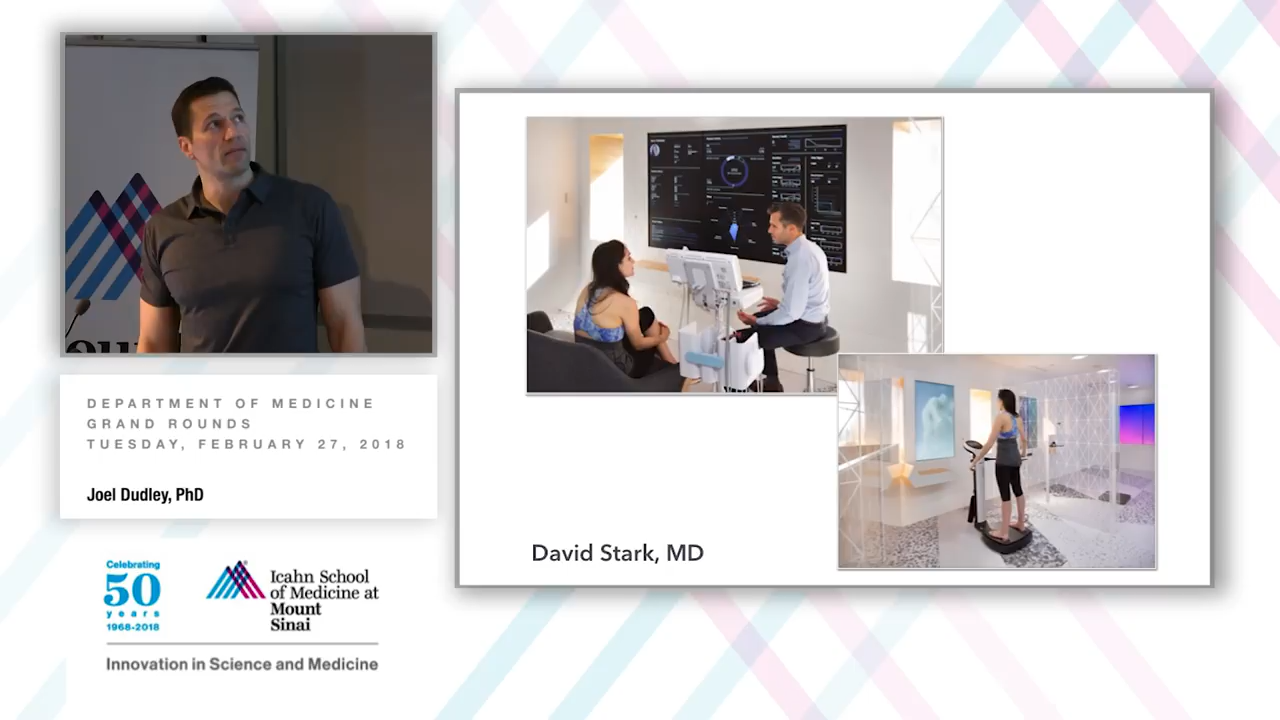 DEPARTMENT OF MEDICINE
GRAND ROUNDS
TUESDAY, FEBRUARY 27, 2018
Joel Dudley, PhD
Celebrating
50
years
1968-2018
Icahn School
of Medicine at
Mount
Sinai
Innovation in Science and Medicine
David Stark, MD